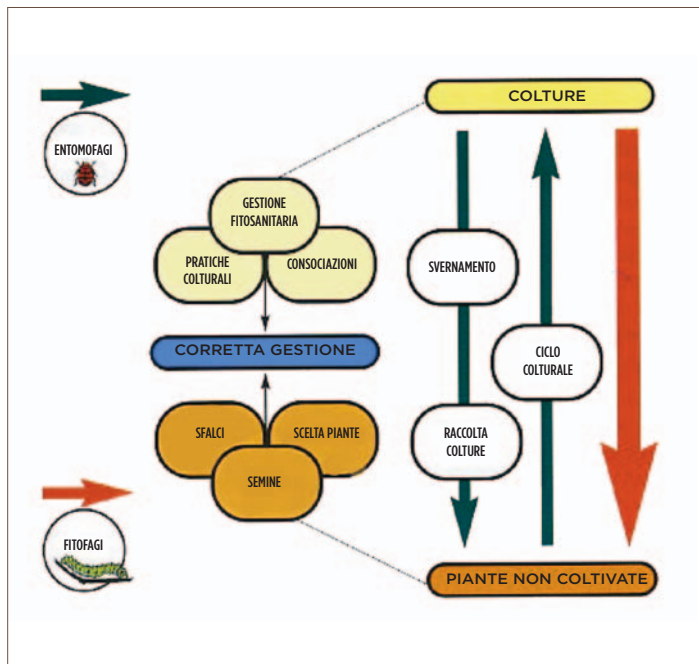 COLTURE
ENTOMOFAGI
GESTIONE
FITOSANITARIA
PRATICHE
COLTURALI
CONSOCIAZIONI
SVERNAMENTO
CORRETTA GESTIONE
CICLO
COLTURALE
SFALCI
SCELTA PIANTE
RACCOLTA
COLTURE
SEMINE
FITOFAGI
PIANTE NON COLTIVATE